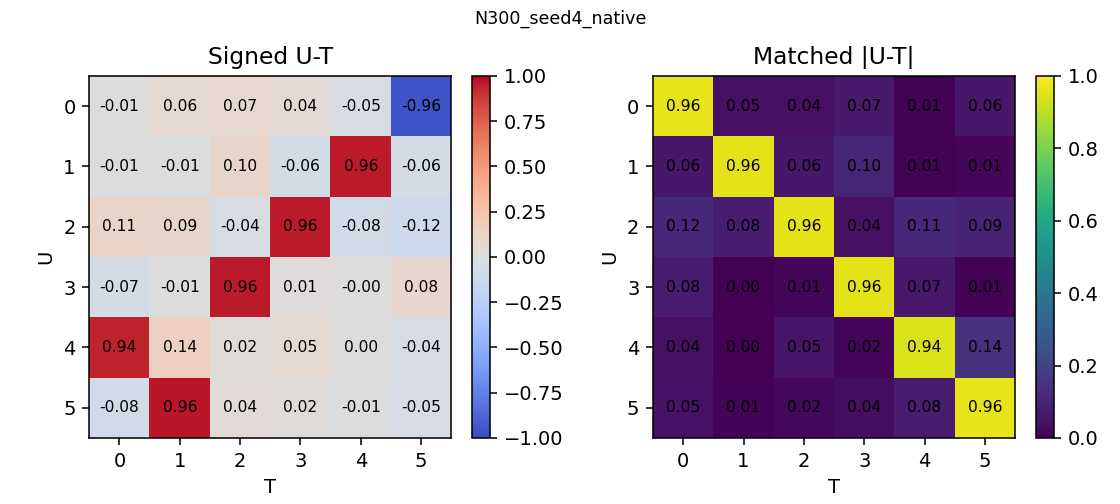 N300_seed4_native
Signed U-T
Matched |U-T|
0 -0.01 0.06 0.07 0.04 -0.05 -0.96
1 -0.01 -0.01 0.10 -0.06 0.96 -0.06
2 0.11 0.09 -0.04 0.96 -0.08 -0.12
3 -0.07 -0.01 0.96 0.01 -0.00 0.08
4 0.94 0.14 0.02 0.05 0.00 -0.04
5 -0.08 0.96 0.04 0.02 -0.01 -0.05
0 1 2 3 4 5
U
T
1.00
0.75
0.50
0.25
0.00
−0.25
−0.50
−0.75
−1.00
0 0.96 0.05 0.04 0.07 0.01 0.06
1 0.06 0.96 0.06 0.10 0.01 0.01
2 0.12 0.08 0.96 0.04 0.11 0.09
3 0.08 0.00 0.01 0.96 0.07 0.01
4 0.04 0.00 0.05 0.02 0.94 0.14
5 0.05 0.01 0.02 0.04 0.08 0.96
0 1 2 3 4 5
U
T
1.0
0.8
0.6
0.4
0.2
0.0